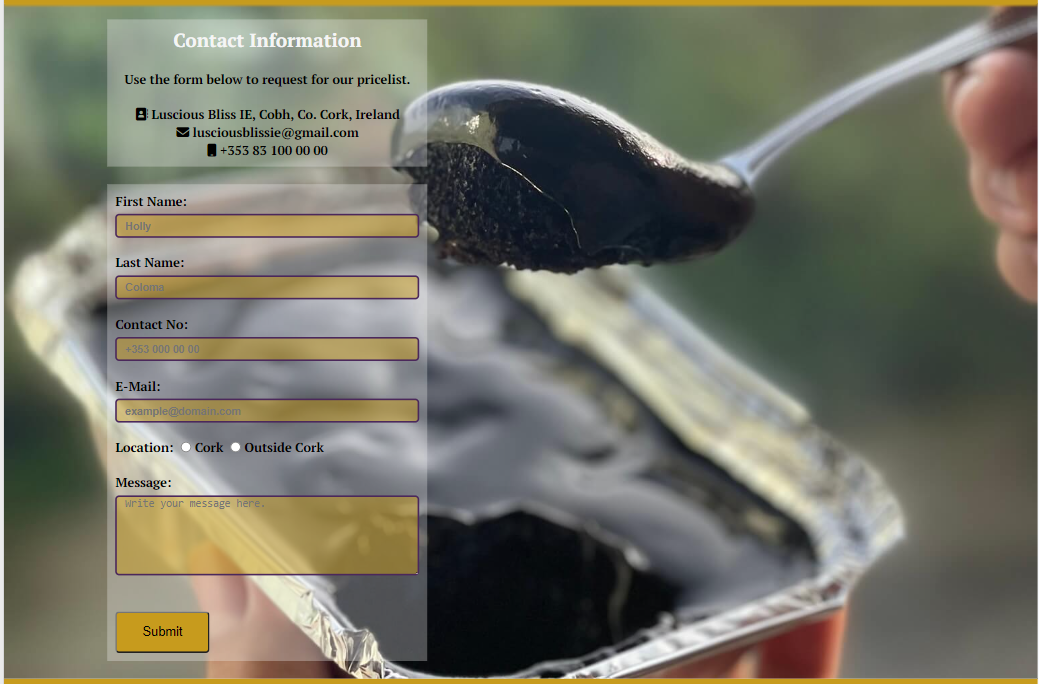 Contact Information
Use the form below to request for our pricelist.
Luscious Bliss IE, Cobh, Co. Cork, Ireland
lusciousblissie@gmail.com
+353 83 100 00 00
First Name:
Holly
Last Name:
Coloma
Contact No:
+353 000 00 00
E-Mail:
example@domain.com
Location: Cork Outside Cork
Message:
Write your message here.
Submit